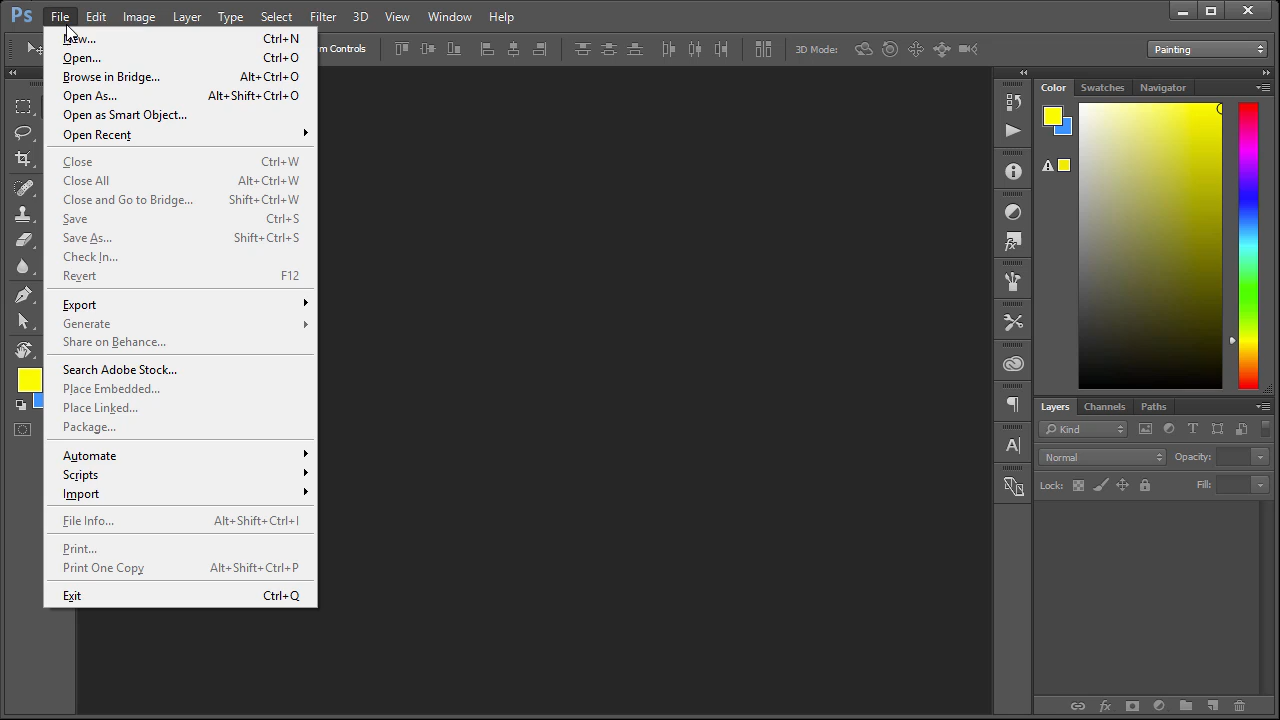 Ps File Edit Image Layer Type Select Filter 3D View Window Help
m Controls 3D Mode: Painting
New... Ctrl+N
Open... Ctrl+O
Browse in Bridge... Alt+Ctrl+O
Open As... Alt+Shift+Ctrl+O
Open as Smart Object...
Open Recent
Close Ctrl+W
Close All Alt+Ctrl+W
Close and Go to Bridge... Shift+Ctrl+W
Save Ctrl+S
Save As... Shift+Ctrl+S
Check In...
Revert F12
Export
Generate
Share on Behance...
Search Adobe Stock...
Place Embedded...
Place Linked...
Package...
Automate
Scripts
Import
File Info... Alt+Shift+Ctrl+I
Print...
Print One Copy Alt+Shift+Ctrl+P
Exit Ctrl+Q
Color Swatches Navigator
Layers Channels Paths
Kind
Normal Opacity:
Lock: Fill: